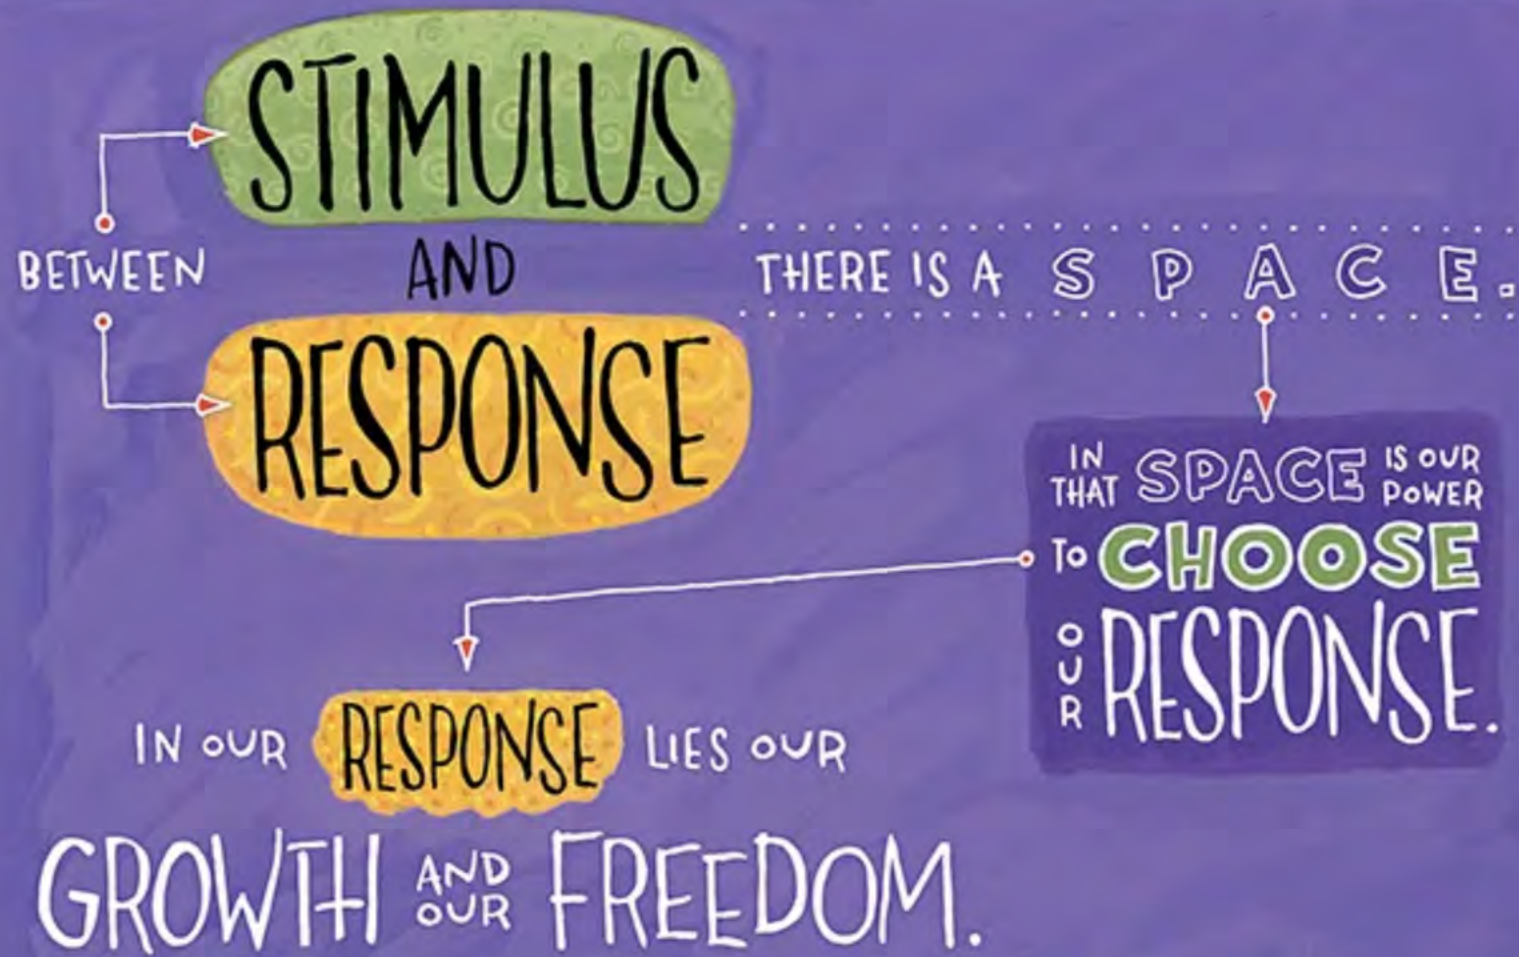 BETWEEN
STIMULUS
AND
RESPONSE
THERE IS A SPACE.
IN THAT SPACE IS OUR POWER
TO CHOOSE
OUR RESPONSE.
IN OUR RESPONSE LIES OUR
GROWTH AND OUR FREEDOM.